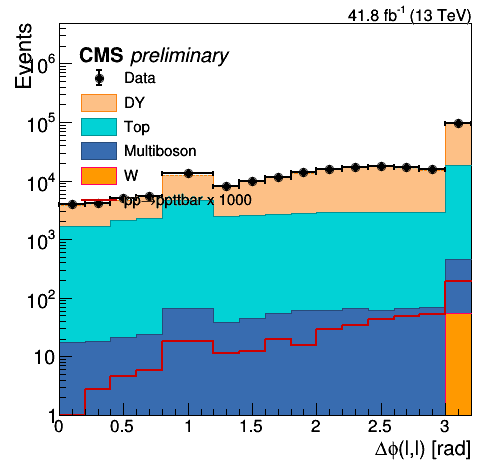 41.8 fb⁻¹ (13 TeV)
Events
CMS preliminary
Data
DY
Top
Multiboson
W
pp→ppttbar x 1000
10⁶
10⁵
10⁴
10³
10²
10
1
0 0.5 1 1.5 2 2.5 3
Δϕ(l,l) [rad]